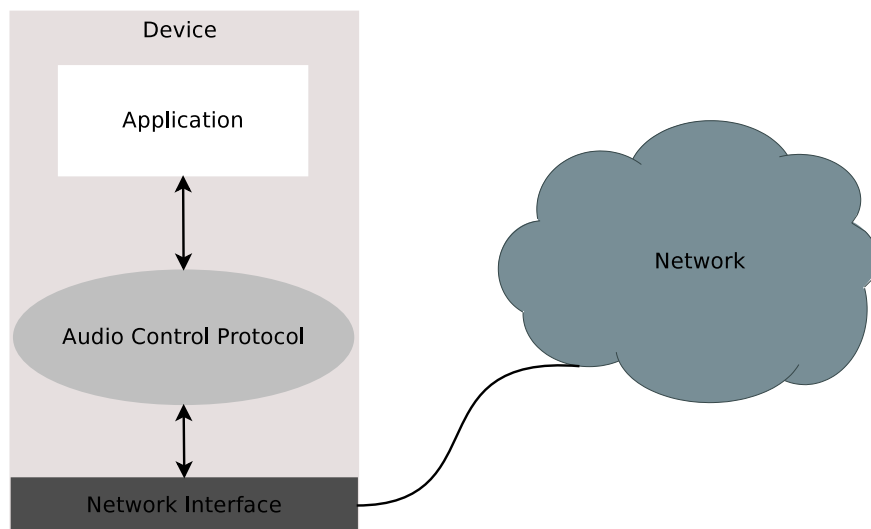 Device
Application
Network
Audio Control Protocol
Network Interface